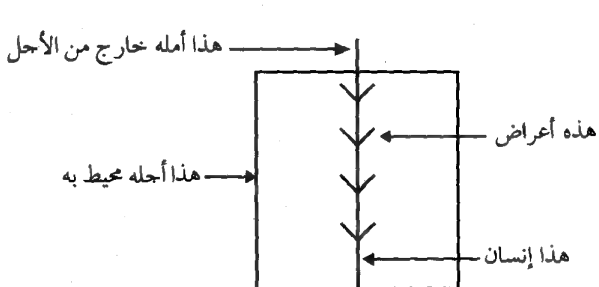 هذا أمله خارج من الأجل
هذه أعراض
هذا أجله محيط به
هذا إنسان